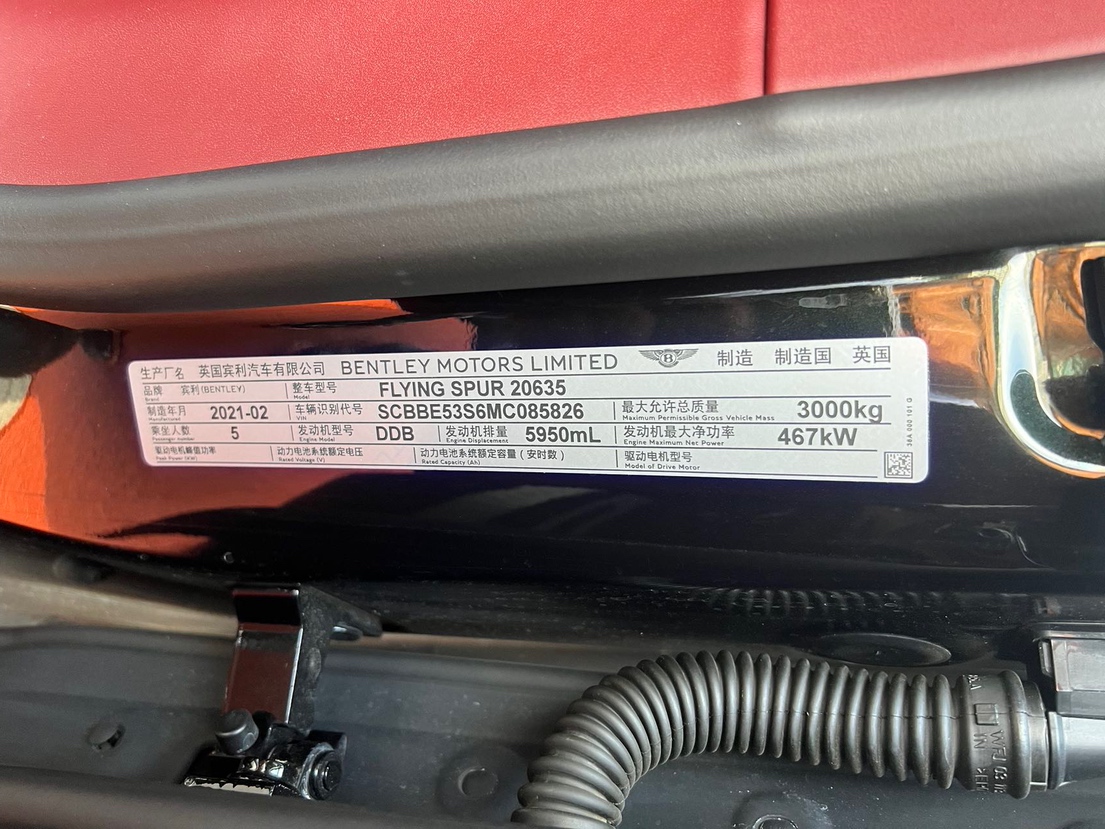 生产厂名 英国宾利汽车有限公司 BENTLEY MOTORS LIMITED B 制造 制造国 英国
品牌 宾利(BENTLEY) 整车型号 FLYING SPUR 20635
Brand Model
制造年月 2021-02 车辆识别代号 SCBBE53S6MC085826 最大允许总质量 3000kg
Manufactured VIN Maximum Permissible Gross Vehicle Mass
乘坐人数 5 发动机型号 DDB 发动机排量 5950mL 发动机最大净功率 467kW
Passenger number Engine Model Engine Displacement Engine Maximum Net Power
驱动电机峰值功率 动力电池系统额定电压 动力电池系统额定容量(安时数) 驱动电机型号
Peak Power (KW) Rated Voltage (V) Rated Capacity (Ah) Model of Drive Motor
000 101 Q
IN